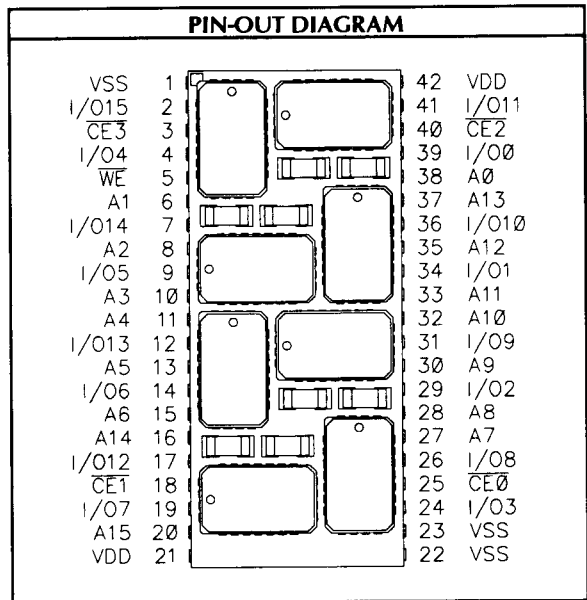 PIN-OUT DIAGRAM
VSS 1 42 VDD
I/O15 2 41 I/O11
CE3 3 40 CE2
I/O4 4 39 I/O0
WE 5 38 A0
A1 6 37 A13
I/O14 7 36 I/O10
A2 8 35 A12
I/O5 9 34 I/O1
A3 10 33 A11
A4 11 32 A10
I/O13 12 31 I/O9
A5 13 30 A9
I/O6 14 29 I/O2
A6 15 28 A8
A14 16 27 A7
I/O12 17 26 I/O8
CE1 18 25 CE0
I/O7 19 24 I/O3
A15 20 23 VSS
VDD 21 22 VSS